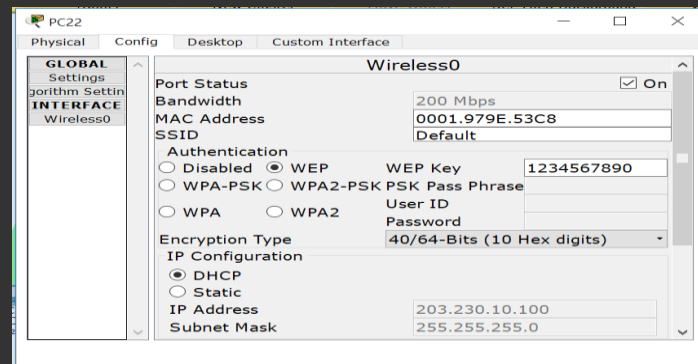 PC22
Physical Config Desktop Custom Interface
GLOBAL
Settings
gorithm Settin
INTERFACE
Wireless0
Wireless0
Port Status On
Bandwidth 200 Mbps
MAC Address 0001.979E.53C8
SSID Default
Authentication
Disabled WEP WEP Key 1234567890
WPA-PSK WPA2-PSK PSK Pass Phrase
User ID
WPA WPA2
Password
Encryption Type 40/64-Bits (10 Hex digits)
IP Configuration
DHCP
Static
IP Address 203.230.10.100
Subnet Mask 255.255.255.0